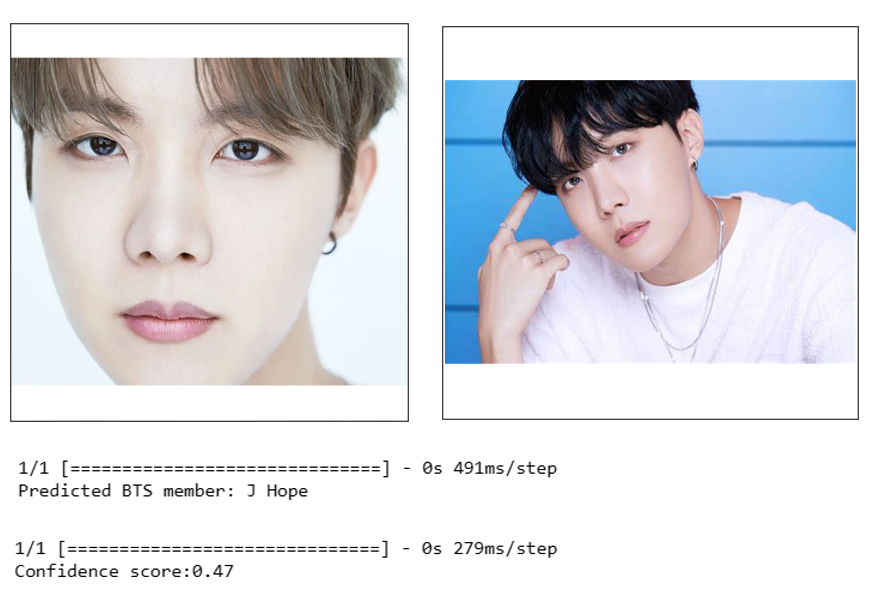 1/1 [==============================] - 0s 491ms/step
Predicted BTS member: J Hope
1/1 [==============================] - 0s 279ms/step
Confidence score:0.47